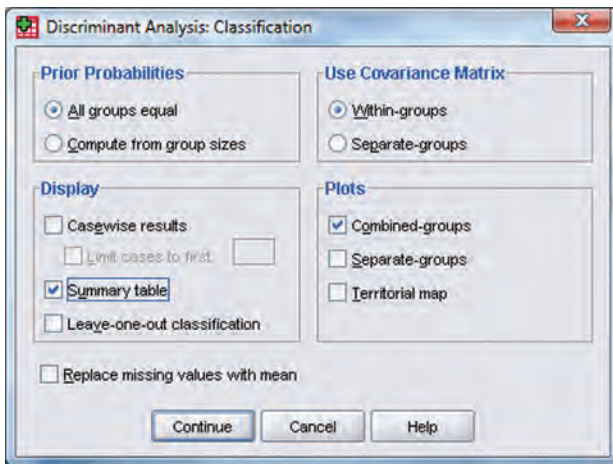 Discriminant Analysis: Classification
Prior Probabilities
All groups equal
Compute from group sizes
Use Covariance Matrix
Within-groups
Separate-groups
Display
Casewise results
Limit cases to first:
Summary table
Leave-one-out classification
Plots
Combined-groups
Separate-groups
Territorial map
Replace missing values with mean
Continue
Cancel
Help